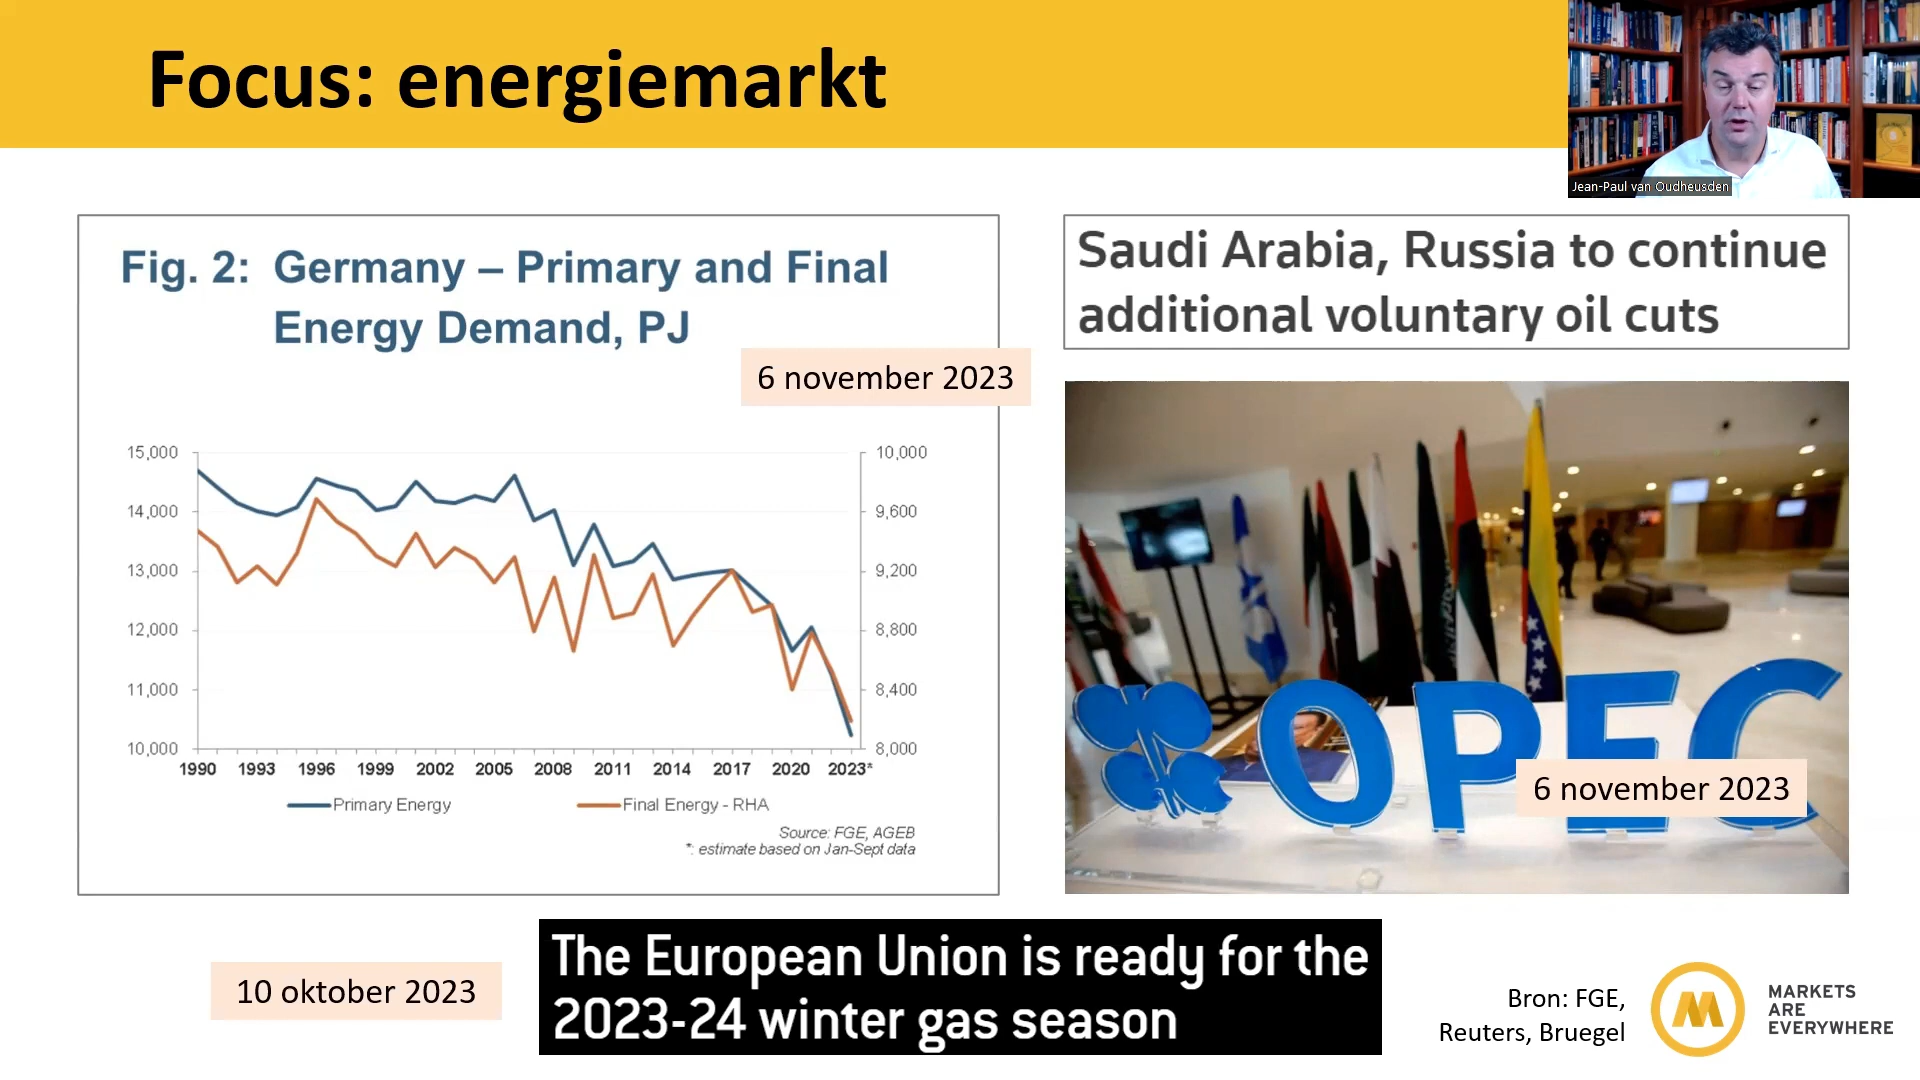 Focus: energiemarkt
Jean-Paul van Oudheusden
Fig. 2: Germany – Primary and Final
Energy Demand, PJ
6 november 2023
15,000
14,000
13,000
12,000
11,000
10,000
10,000
9,600
9,200
8,800
8,400
8,000
1990 1993 1996 1999 2002 2005 2008 2011 2014 2017 2020 2023*
Primary Energy
Final Energy - RHA
Source: FGE, AGEB
*: estimate based on Jan-Sept data
Saudi Arabia, Russia to continue
additional voluntary oil cuts
OPEC
6 november 2023
10 oktober 2023
The European Union is ready for the
2023-24 winter gas season
Bron: FGE,
Reuters, Bruegel
M
MARKETS
ARE
EVERYWHERE